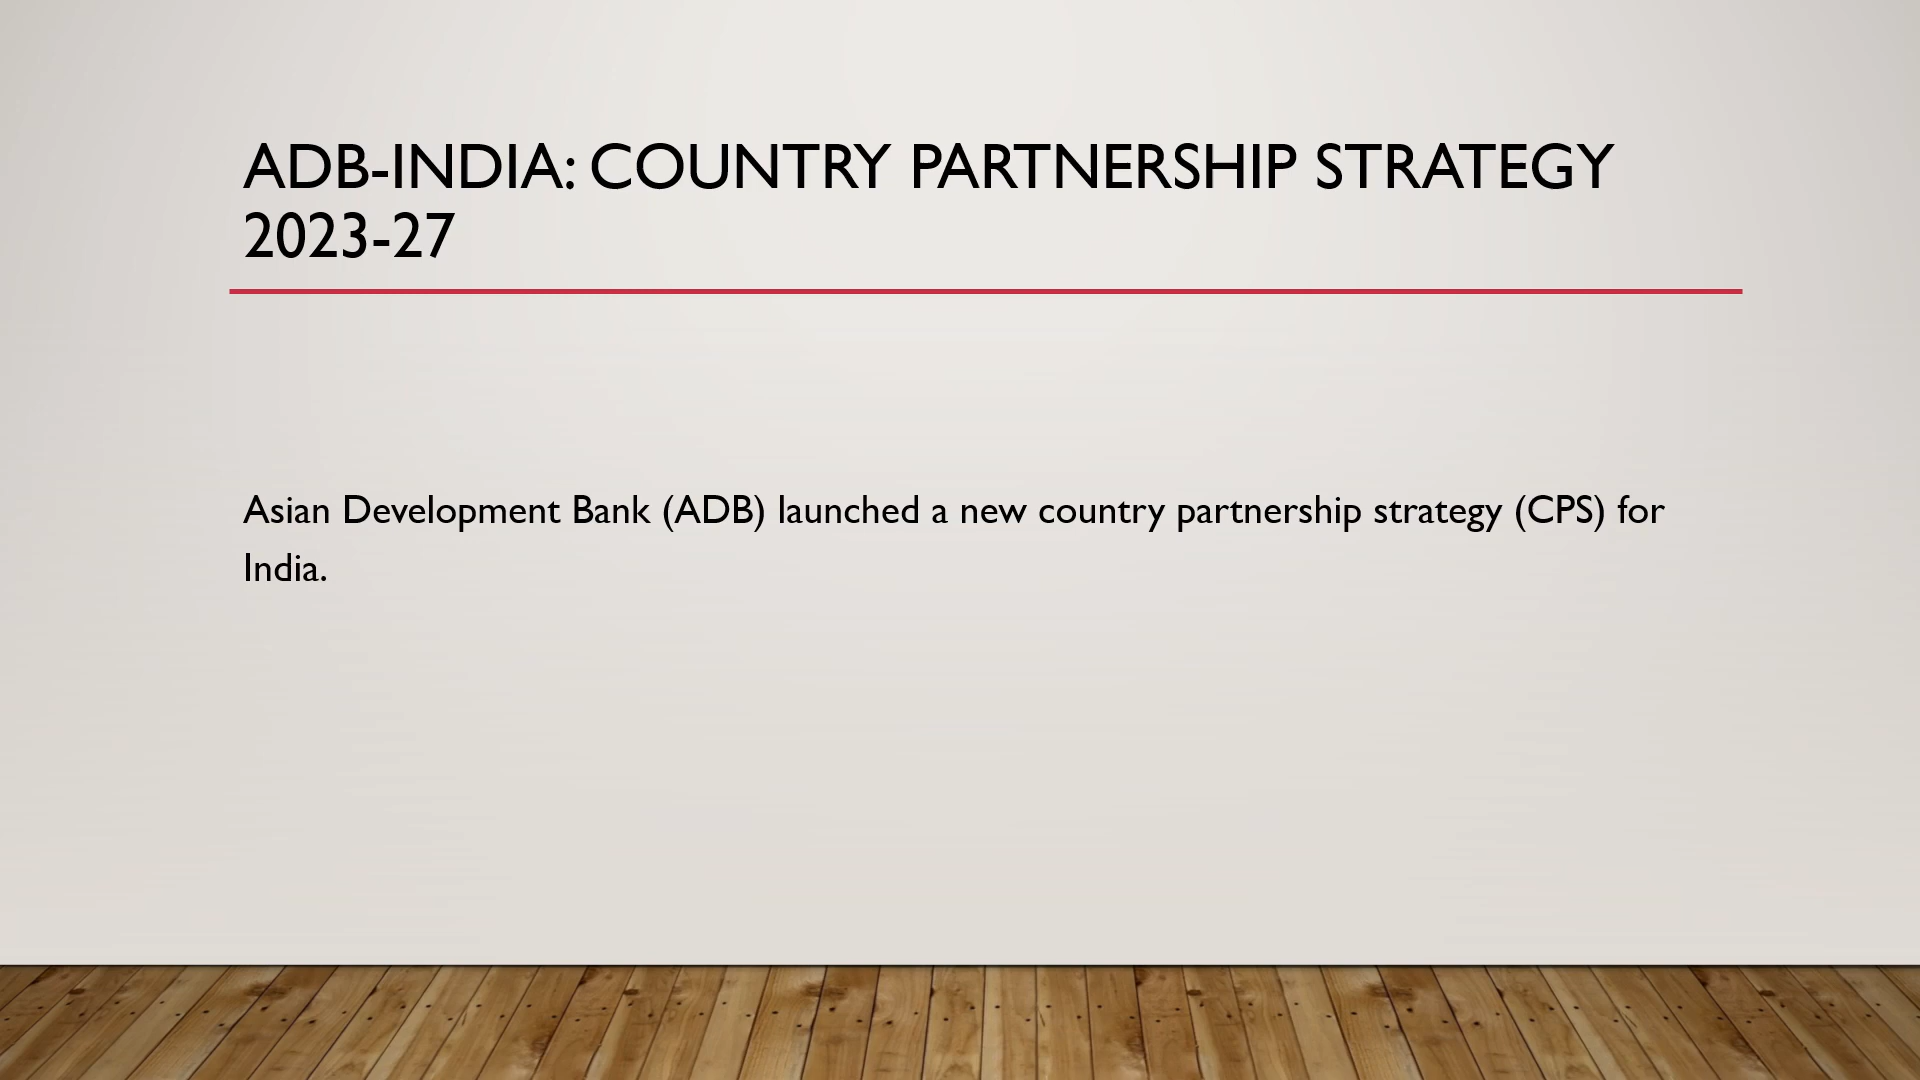 ADB-INDIA: COUNTRY PARTNERSHIP STRATEGY
2023-27
Asian Development Bank (ADB) launched a new country partnership strategy (CPS) for
India.